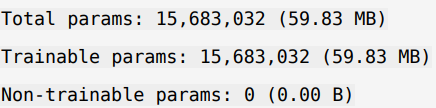 Total params: 15,683,032 (59.83 MB)
Trainable params: 15,683,032 (59.83 MB)
Non-trainable params: 0 (0.00 B)